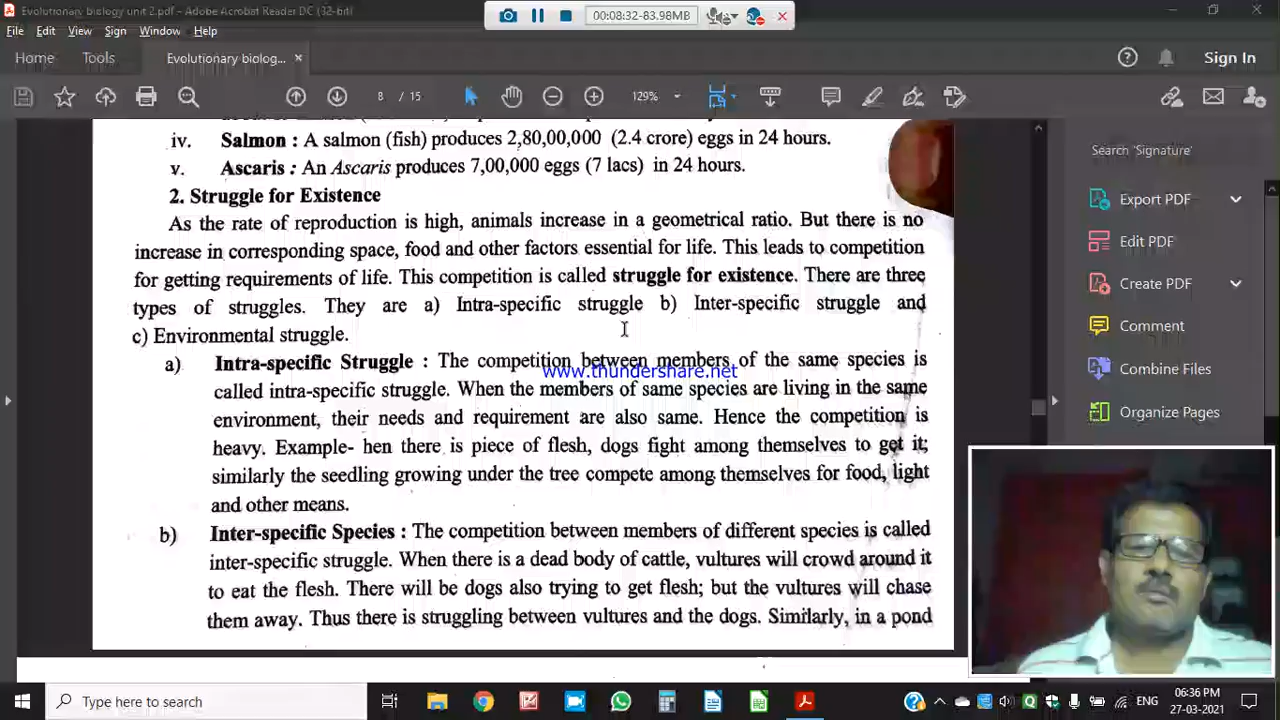 Evolutionary biology unit 2.pdf - Adobe Acrobat Reader DC (32-bit)
00:08:32-83.98MB
File Edit View Sign Window Help
Home Tools Evolutionary biolog... × Sign In
8 / 15 129%
iv. Salmon : A salmon (fish) produces 2,80,00,000 (2.4 crore) eggs in 24 hours.
v. Ascaris : An Ascaris produces 7,00,000 eggs (7 lacs) in 24 hours.
2. Struggle for Existence
As the rate of reproduction is high, animals increase in a geometrical ratio. But there is no
increase in corresponding space, food and other factors essential for life. This leads to competition
for getting requirements of life. This competition is called struggle for existence. There are three
types of struggles. They are a) Intra-specific struggle b) Inter-specific struggle and
c) Environmental struggle.
a) Intra-specific Struggle : The competition between members of the same species is
www.thundershare.net
called intra-specific struggle. When the members of same species are living in the same
environment, their needs and requirement are also same. Hence the competition is
heavy. Example- hen there is piece of flesh, dogs fight among themselves to get it;
similarly the seedling growing under the tree compete among themselves for food, light
and other means.
b) Inter-specific Species : The competition between members of different species is called
inter-specific struggle. When there is a dead body of cattle, vultures will crowd around it
to eat the flesh. There will be dogs also trying to get flesh; but the vultures will chase
them away. Thus there is struggling between vultures and the dogs. Similarly, in a pond
Search 'Signature'
Export PDF
Edit PDF
Create PDF
Comment
Combine Files
Organize Pages
Type here to search
ENG
06:36 PM
27-03-2021